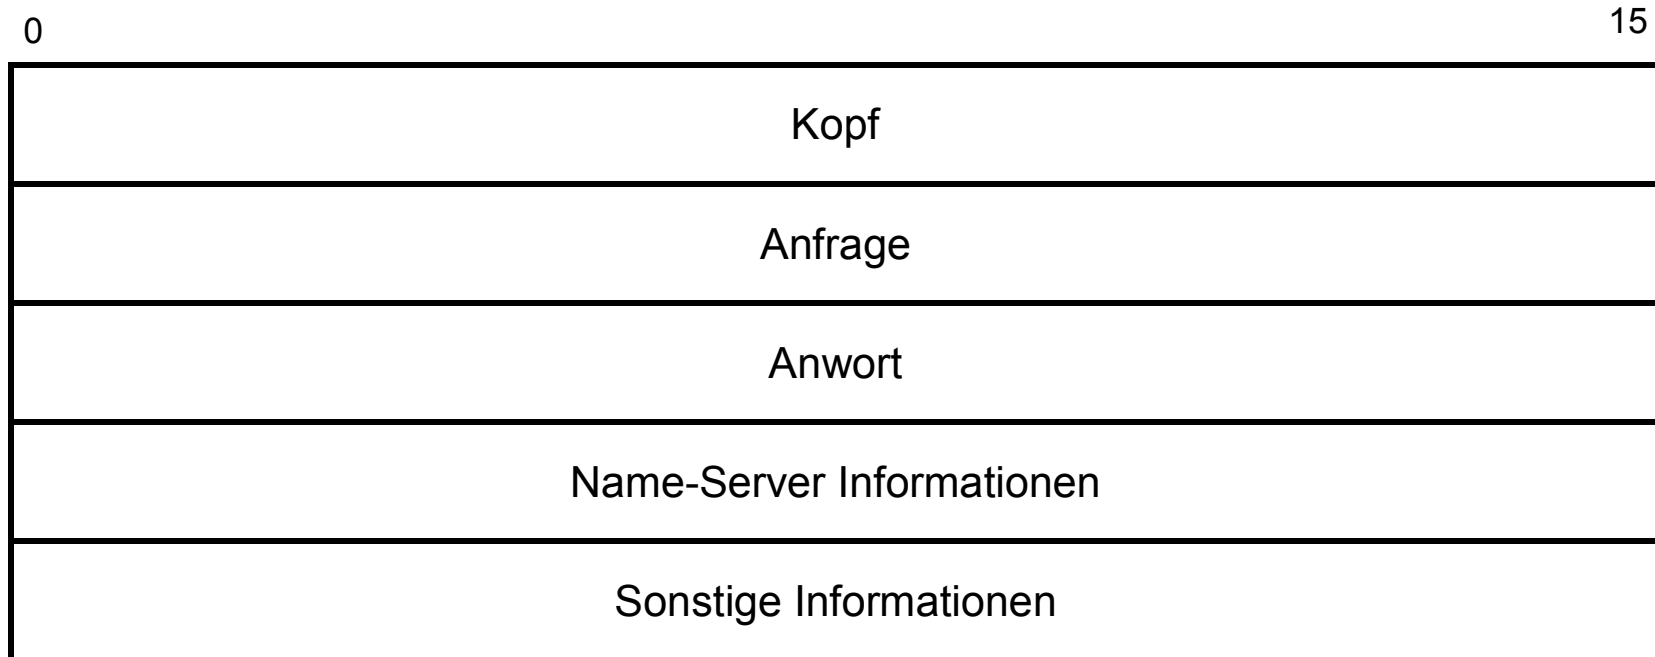 0 15
Kopf
Anfrage
Anwort
Name-Server Informationen
Sonstige Informationen